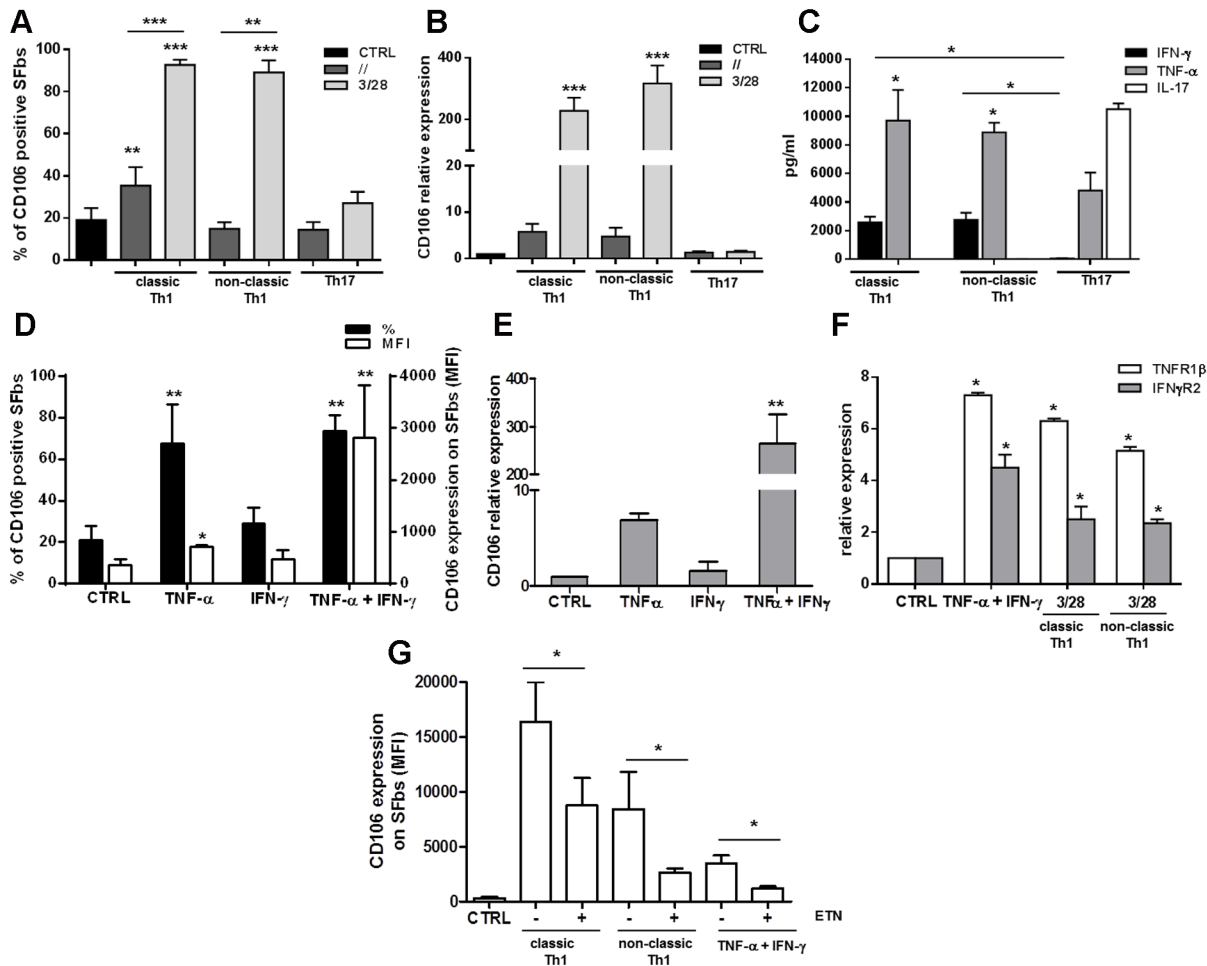 A
*** **
100 *** ***
80
60
40 **
20
0
% of CD106 positive SFbs
CTRL
//
3/28
classic Th1
non-classic Th1
Th17
B
400 ***
200 ***
20
10
0
CD106 relative expression
CTRL
//
3/28
classic Th1
non-classic Th1
Th17
C
*
*
14000
12000
10000
8000
6000
4000
2000
0
* *
pg/ml
IFN-γ
TNF-α
IL-17
classic Th1
non-classic Th1
Th17
D
%
MFI
100
80
60
40
20
0
% of CD106 positive SFbs
** * ** **
4000
3000
2000
1000
0
CD106 expression on SFbs (MFI)
CTRL TNF-α IFN-γ TNF-α + IFN-γ
E
400
300
200
10
0
**
CD106 relative expression
CTRL TNFα IFNγ TNFα + IFNγ
F
8
6
4
2
0
* * * * * *
relative expression
TNFR1β
IFNγR2
CTRL TNF-α + IFN-γ 3/28 3/28
classic Th1
non-classic Th1
G
*
*
*
20000
15000
10000
5000
0
CD106 expression
on SFbs (MFI)
CTRL - + - + - + ETN
classic Th1
non-classic Th1
TNF-α + IFN-γ